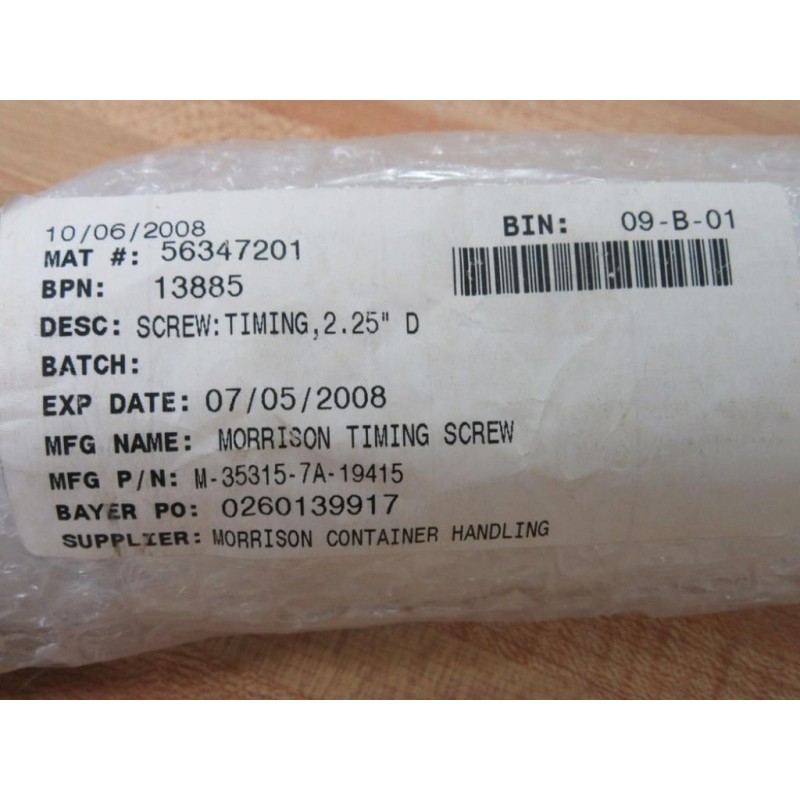 10/06/2008
BIN: 09-B-01
MAT #: 56347201
BPN: 13885
DESC: SCREW:TIMING,2.25" D
BATCH:
EXP DATE: 07/05/2008
MFG NAME: MORRISON TIMING SCREW
MFG P/N: M-35315-7A-19415
BAYER PO: 0260139917
SUPPLIER: MORRISON CONTAINER HANDLING